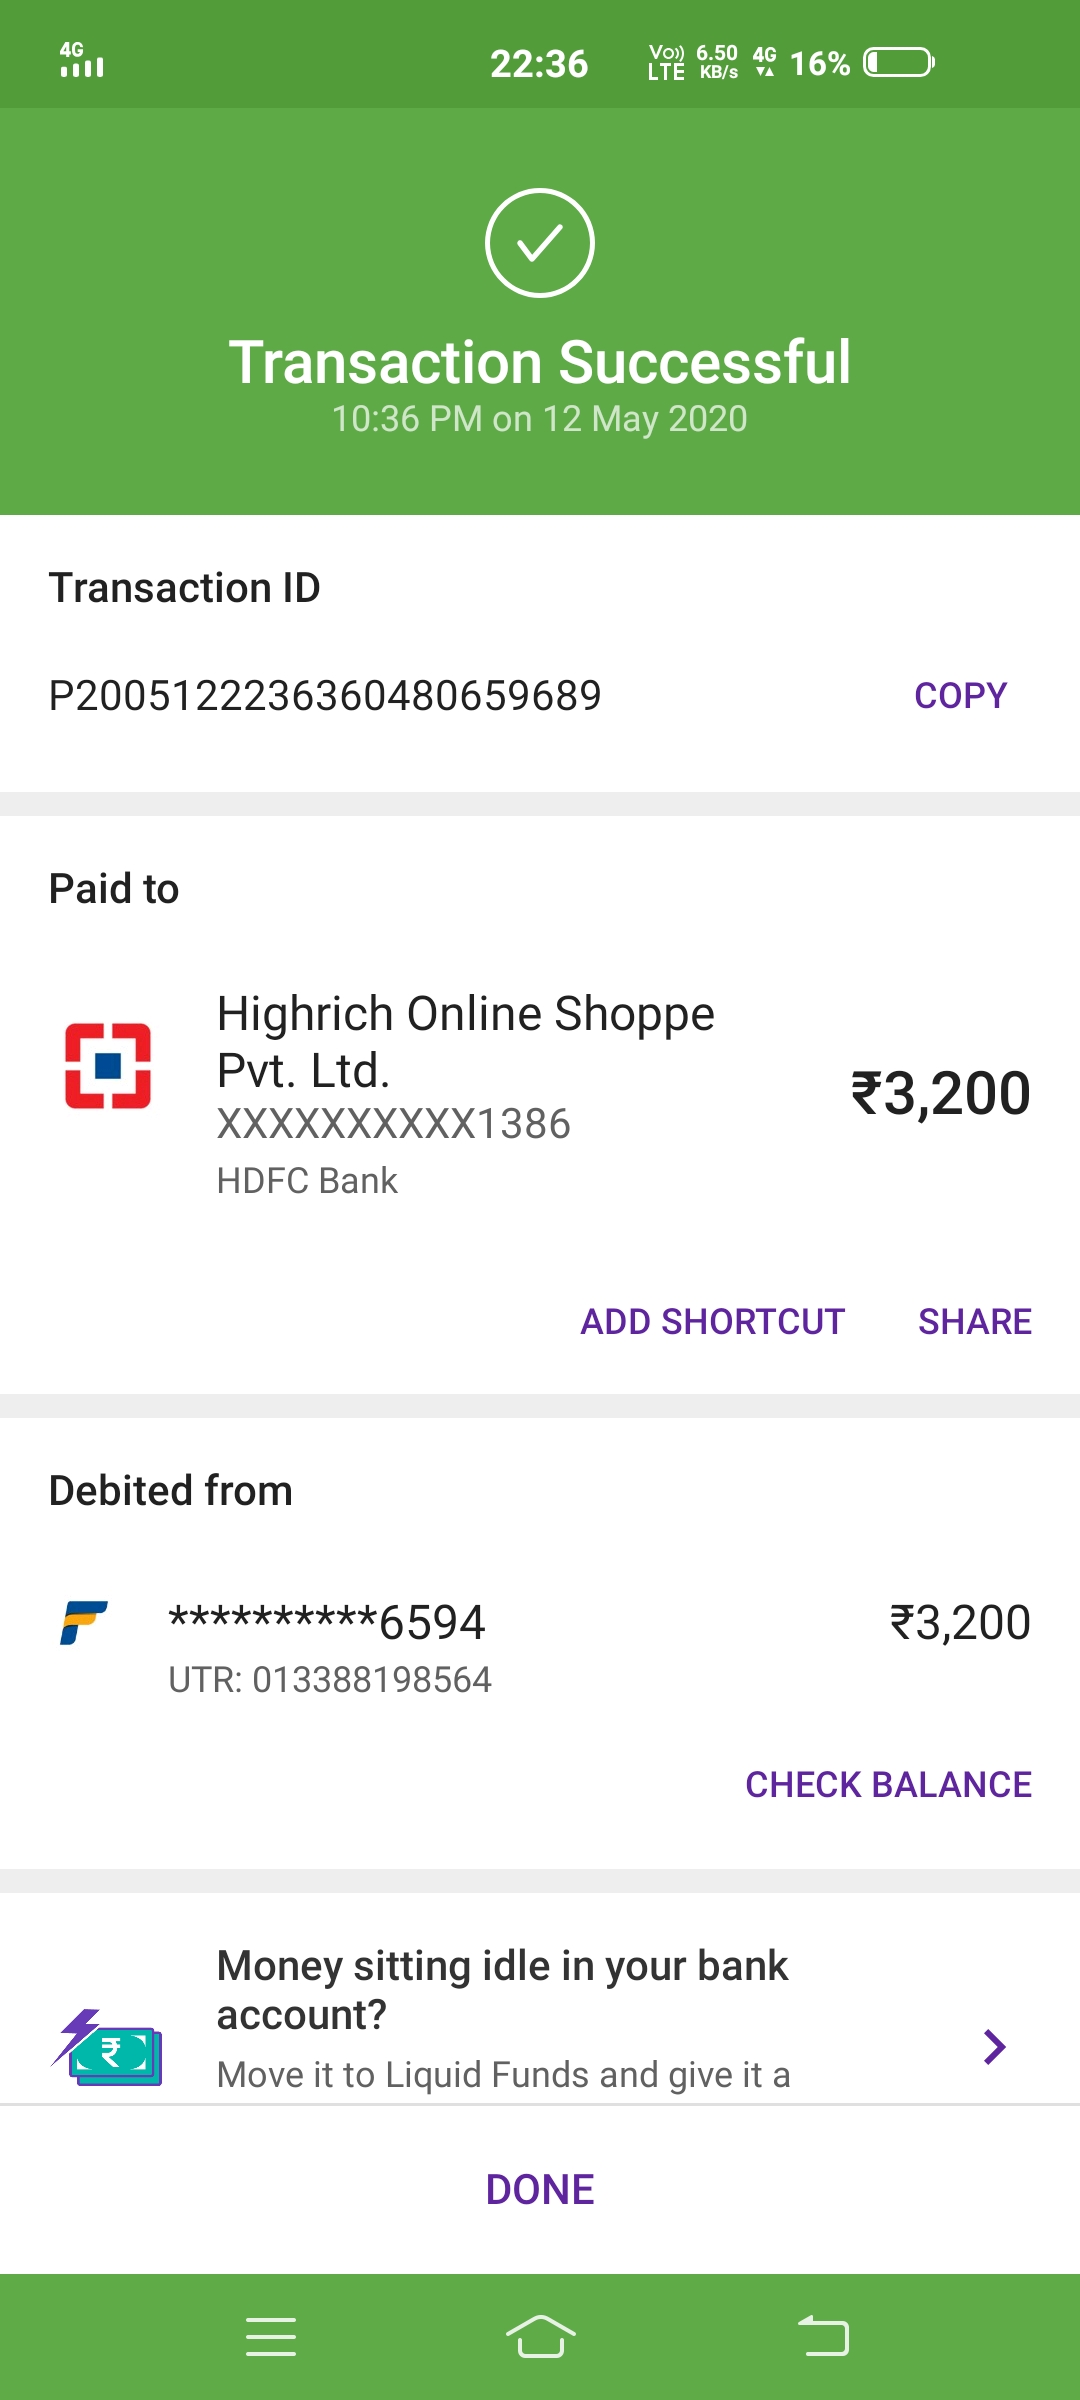 4G
22:36
Vo)) LTE
6.50 KB/s
4G
16%
Transaction Successful
10:36 PM on 12 May 2020
Transaction ID
P2005122236360480659689
COPY
Paid to
Highrich Online Shoppe
Pvt. Ltd.
₹3,200
XXXXXXXXXX1386
HDFC Bank
ADD SHORTCUT
SHARE
Debited from
**********6594
₹3,200
UTR: 013388198564
CHECK BALANCE
Money sitting idle in your bank
account?
Move it to Liquid Funds and give it a
₹
DONE